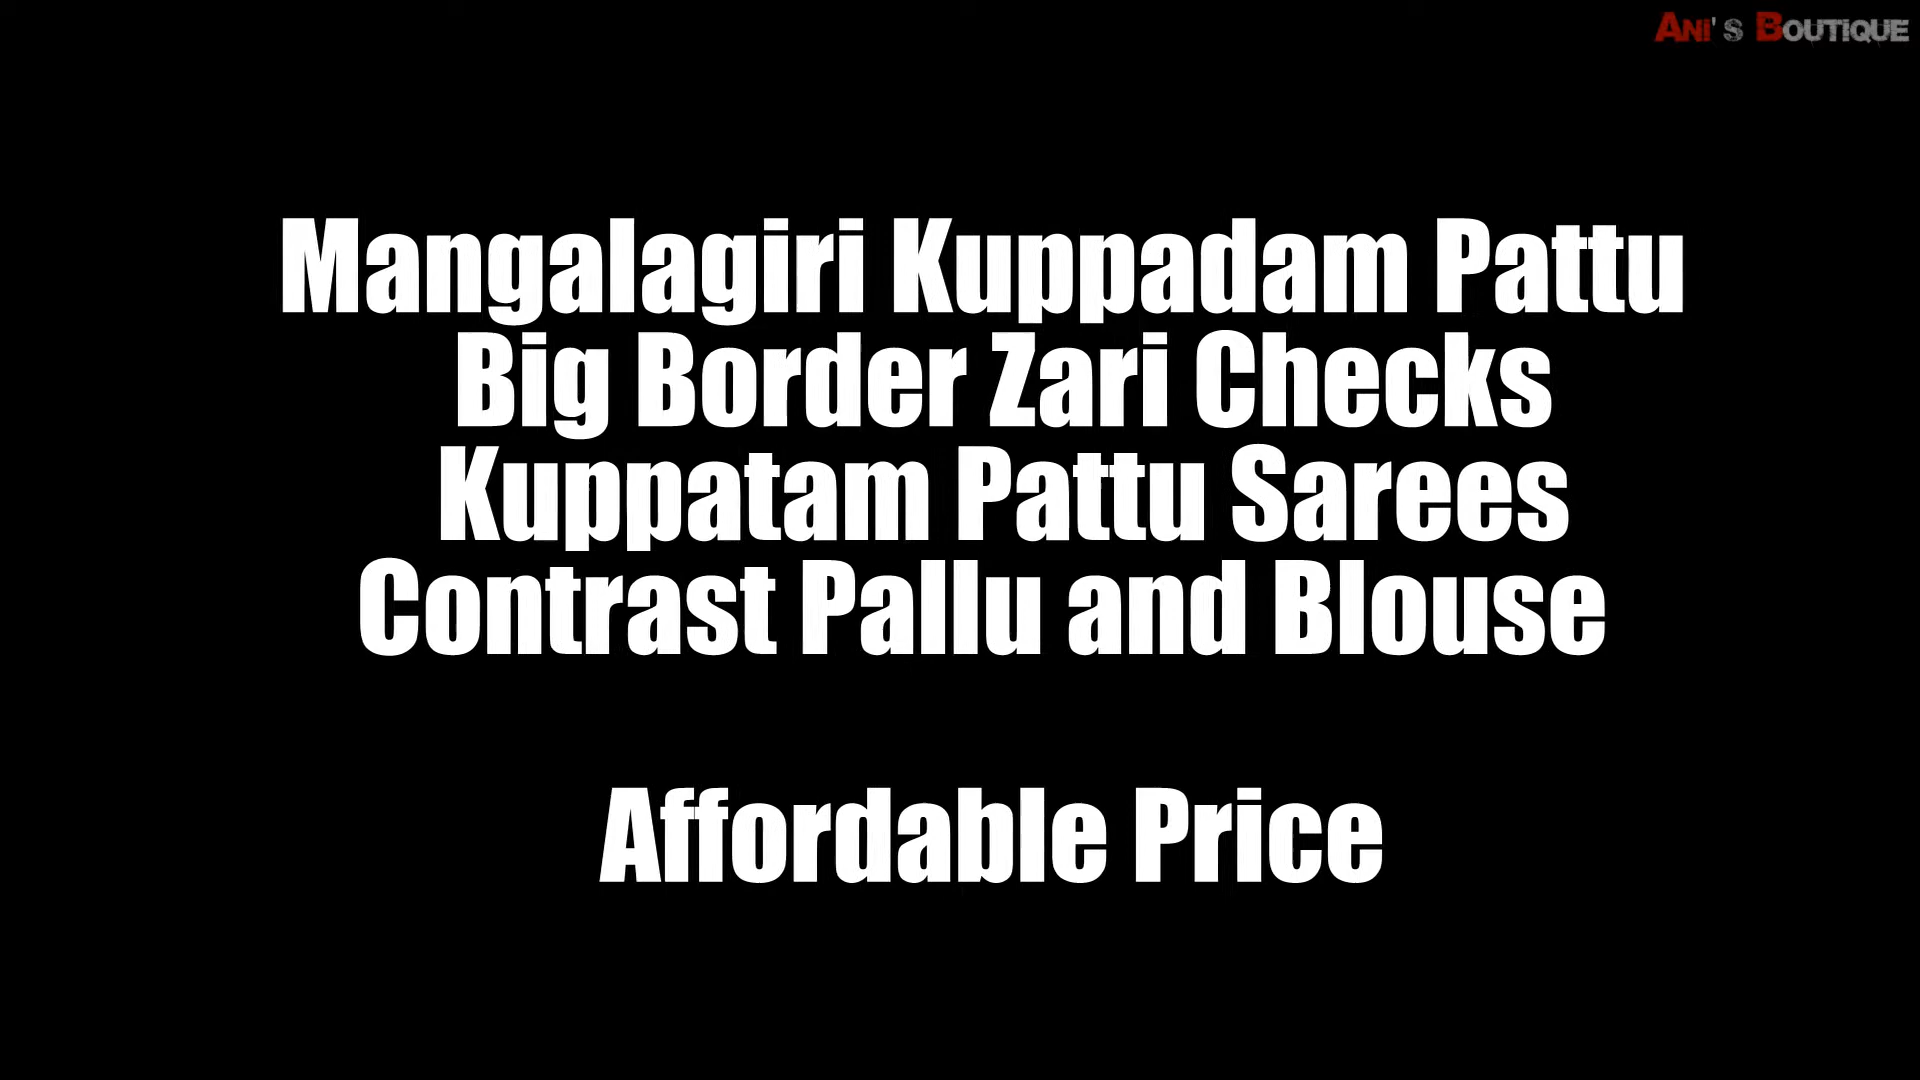 Ani's Boutique
Mangalagiri Kuppadam Pattu
Big Border Zari Checks
Kuppatam Pattu Sarees
Contrast Pallu and Blouse
Affordable Price